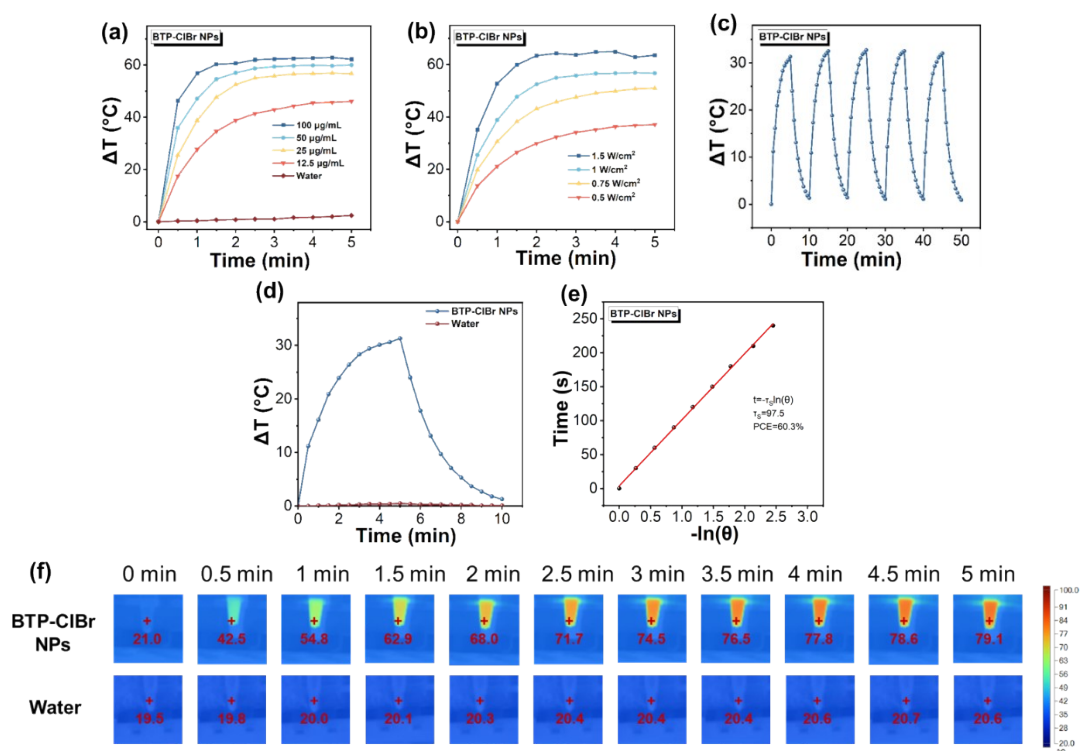 (a)
BTP-ClBr NPs
ΔT (°C)
60
40
20
0
100 μg/mL
50 μg/mL
25 μg/mL
12.5 μg/mL
Water
0 1 2 3 4 5
Time (min)
(b)
BTP-ClBr NPs
ΔT (°C)
60
40
20
0
1.5 W/cm²
1 W/cm²
0.75 W/cm²
0.5 W/cm²
0 1 2 3 4 5
Time (min)
(c)
BTP-ClBr NPs
ΔT (°C)
30
20
10
0
0 10 20 30 40 50
Time (min)
(d)
BTP-ClBr NPs
Water
ΔT (°C)
30
20
10
0
0 2 4 6 8 10
Time (min)
(e)
BTP-ClBr NPs
Time (s)
250
200
150
100
50
0
t=-τsln(θ)
τs=97.5
PCE=60.3%
0.0 0.5 1.0 1.5 2.0 2.5 3.0
-ln(θ)
(f)
0 min 0.5 min 1 min 1.5 min 2 min 2.5 min 3 min 3.5 min 4 min 4.5 min 5 min
BTP-ClBr
NPs
21.0 42.5 54.8 62.9 68.0 71.7 74.5 76.5 77.8 78.6 79.1
Water
19.5 19.8 20.0 20.1 20.3 20.4 20.4 20.4 20.6 20.7 20.6
100.0
91
83
76
68
60
52
44
36
28
20.0